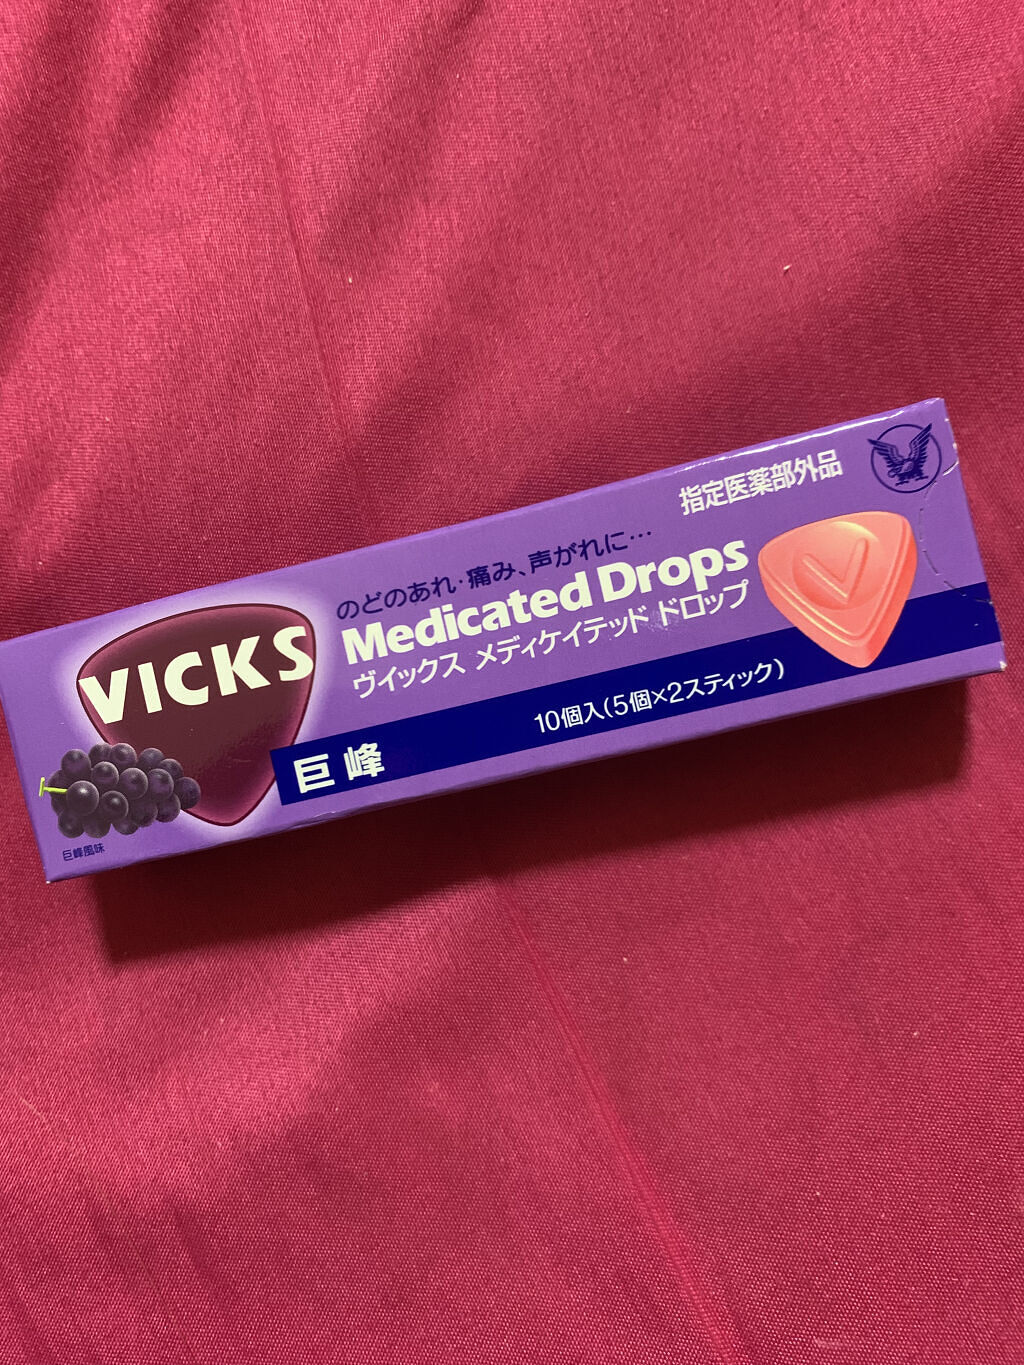 指定医薬部外品
のどのあれ・痛み、声がれに…
VICKS
Medicated Drops
ヴイックス メディケイテッド ドロップ
巨峰
10個入(5個×2スティック)
巨峰風味